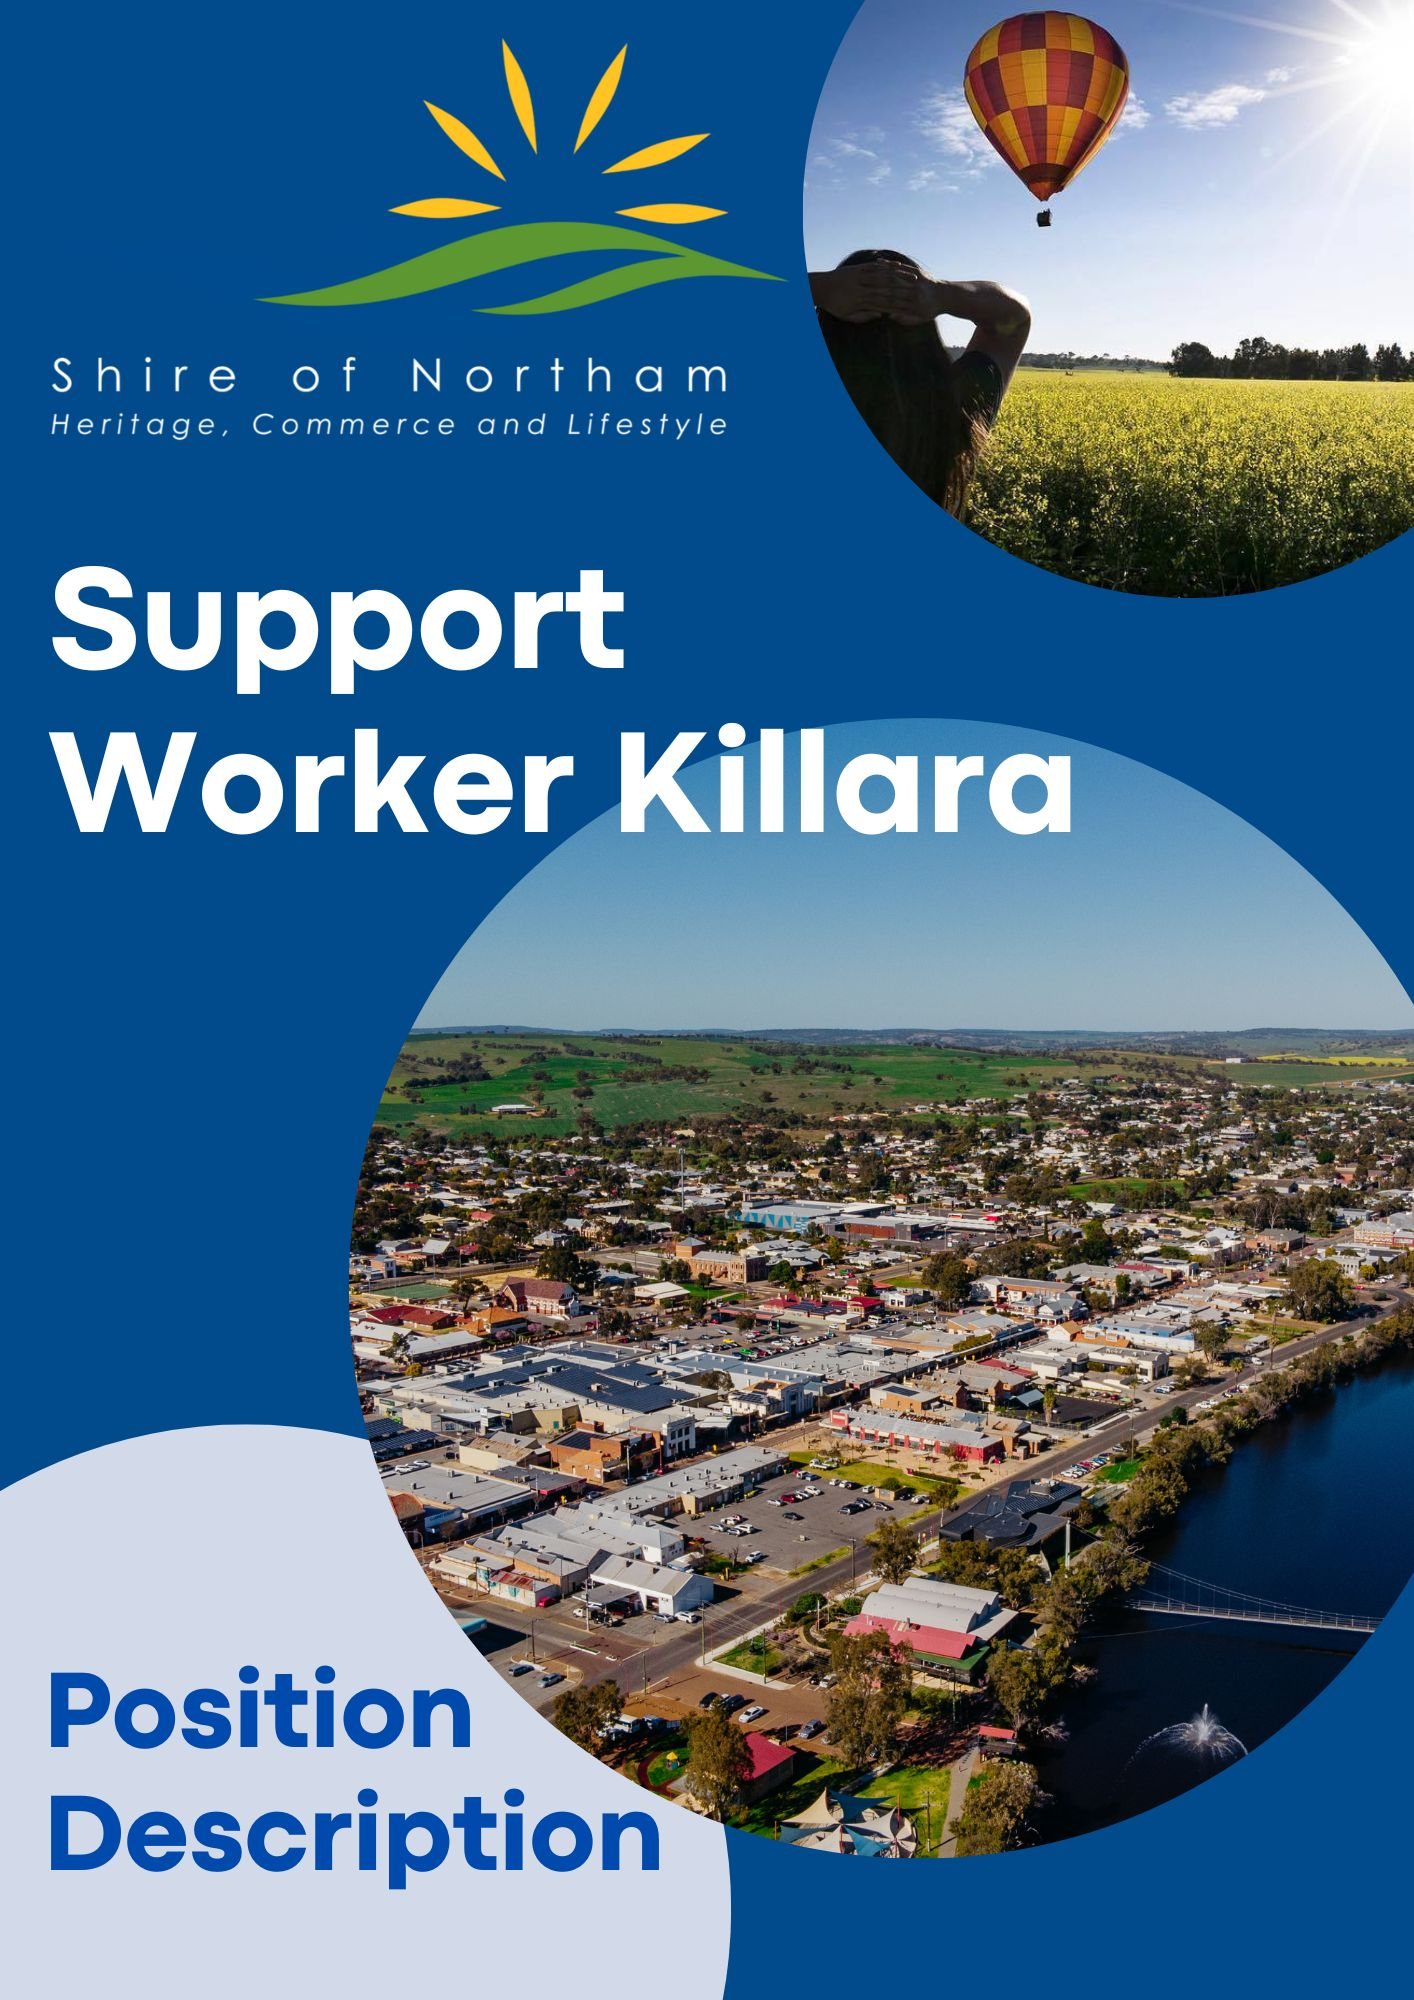 Shire of Northam
Heritage, Commerce and Lifestyle
Support
Worker Killara
Position
Description